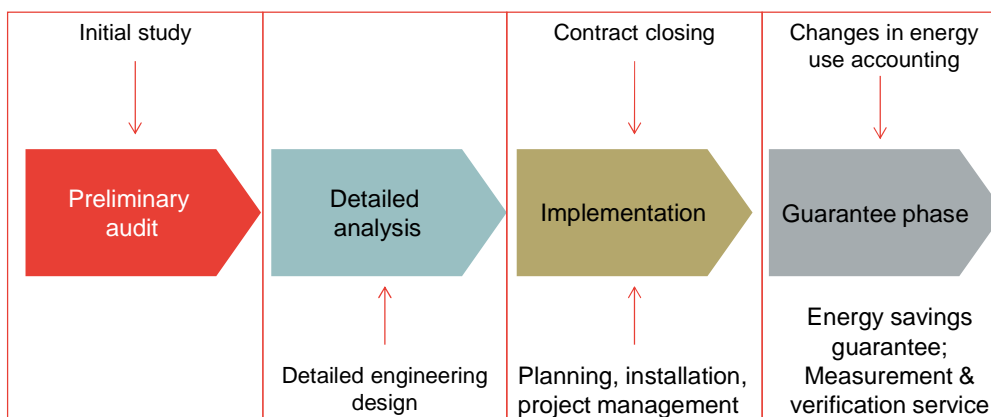 Initial study
Contract closing
Changes in energy
use accounting
Preliminary
audit
Detailed
analysis
Implementation
Guarantee phase
Detailed engineering
design
Planning, installation,
project management
Energy savings
guarantee;
Measurement &
verification service